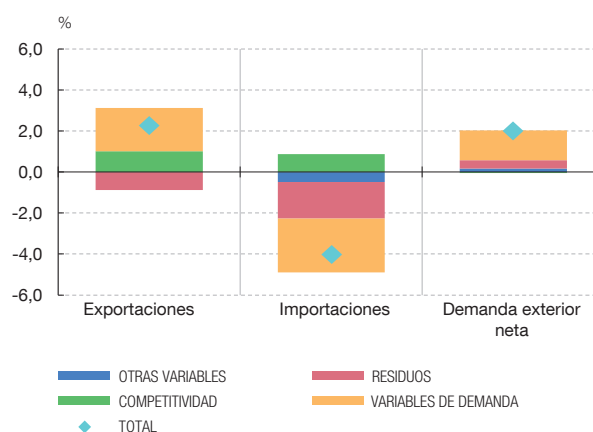 %
6,0
4,0
2,0
0,0
-2,0
-4,0
-6,0
Exportaciones
Importaciones
Demanda exterior
neta
OTRAS VARIABLES
RESIDUOS
COMPETITIVIDAD
VARIABLES DE DEMANDA
TOTAL